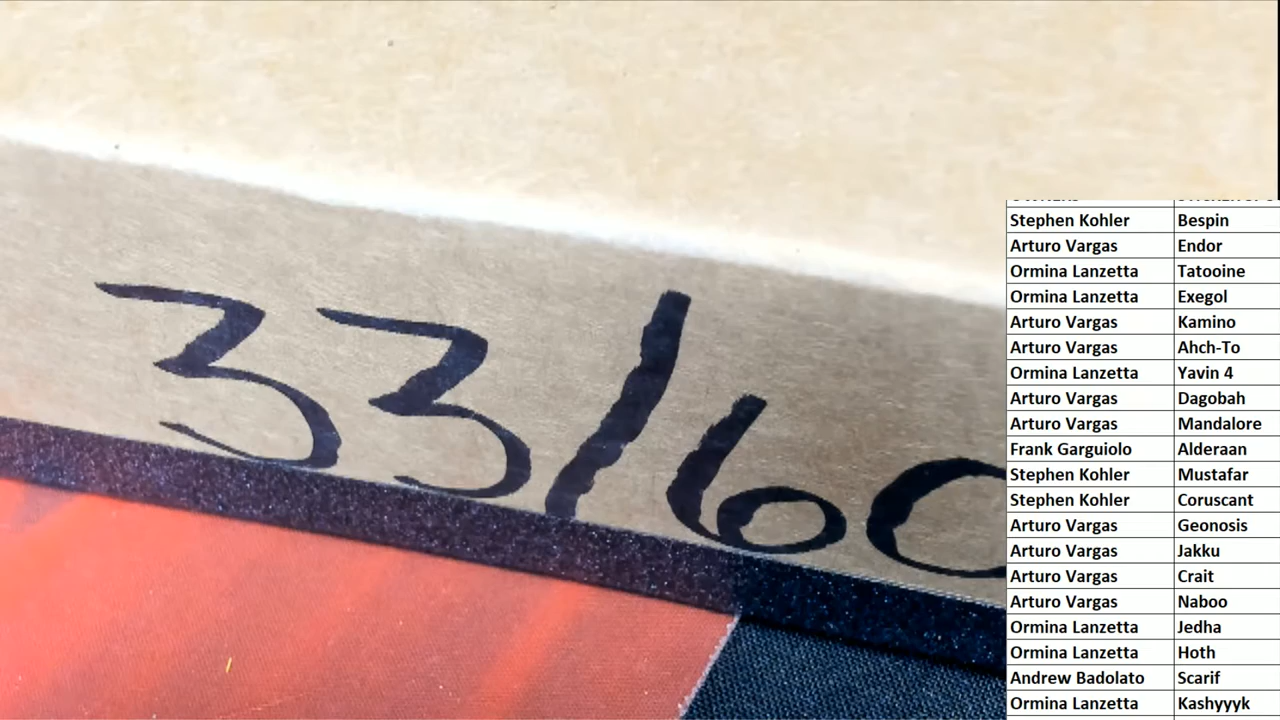 33/60
Stephen Kohler Bespin
Arturo Vargas Endor
Ormina Lanzetta Tatooine
Ormina Lanzetta Exegol
Arturo Vargas Kamino
Arturo Vargas Ahch-To
Ormina Lanzetta Yavin 4
Arturo Vargas Dagobah
Arturo Vargas Mandalore
Frank Garguiolo Alderaan
Stephen Kohler Mustafar
Stephen Kohler Coruscant
Arturo Vargas Geonosis
Arturo Vargas Jakku
Arturo Vargas Crait
Arturo Vargas Naboo
Ormina Lanzetta Jedha
Ormina Lanzetta Hoth
Andrew Badolato Scarif
Ormina Lanzetta Kashyyyk